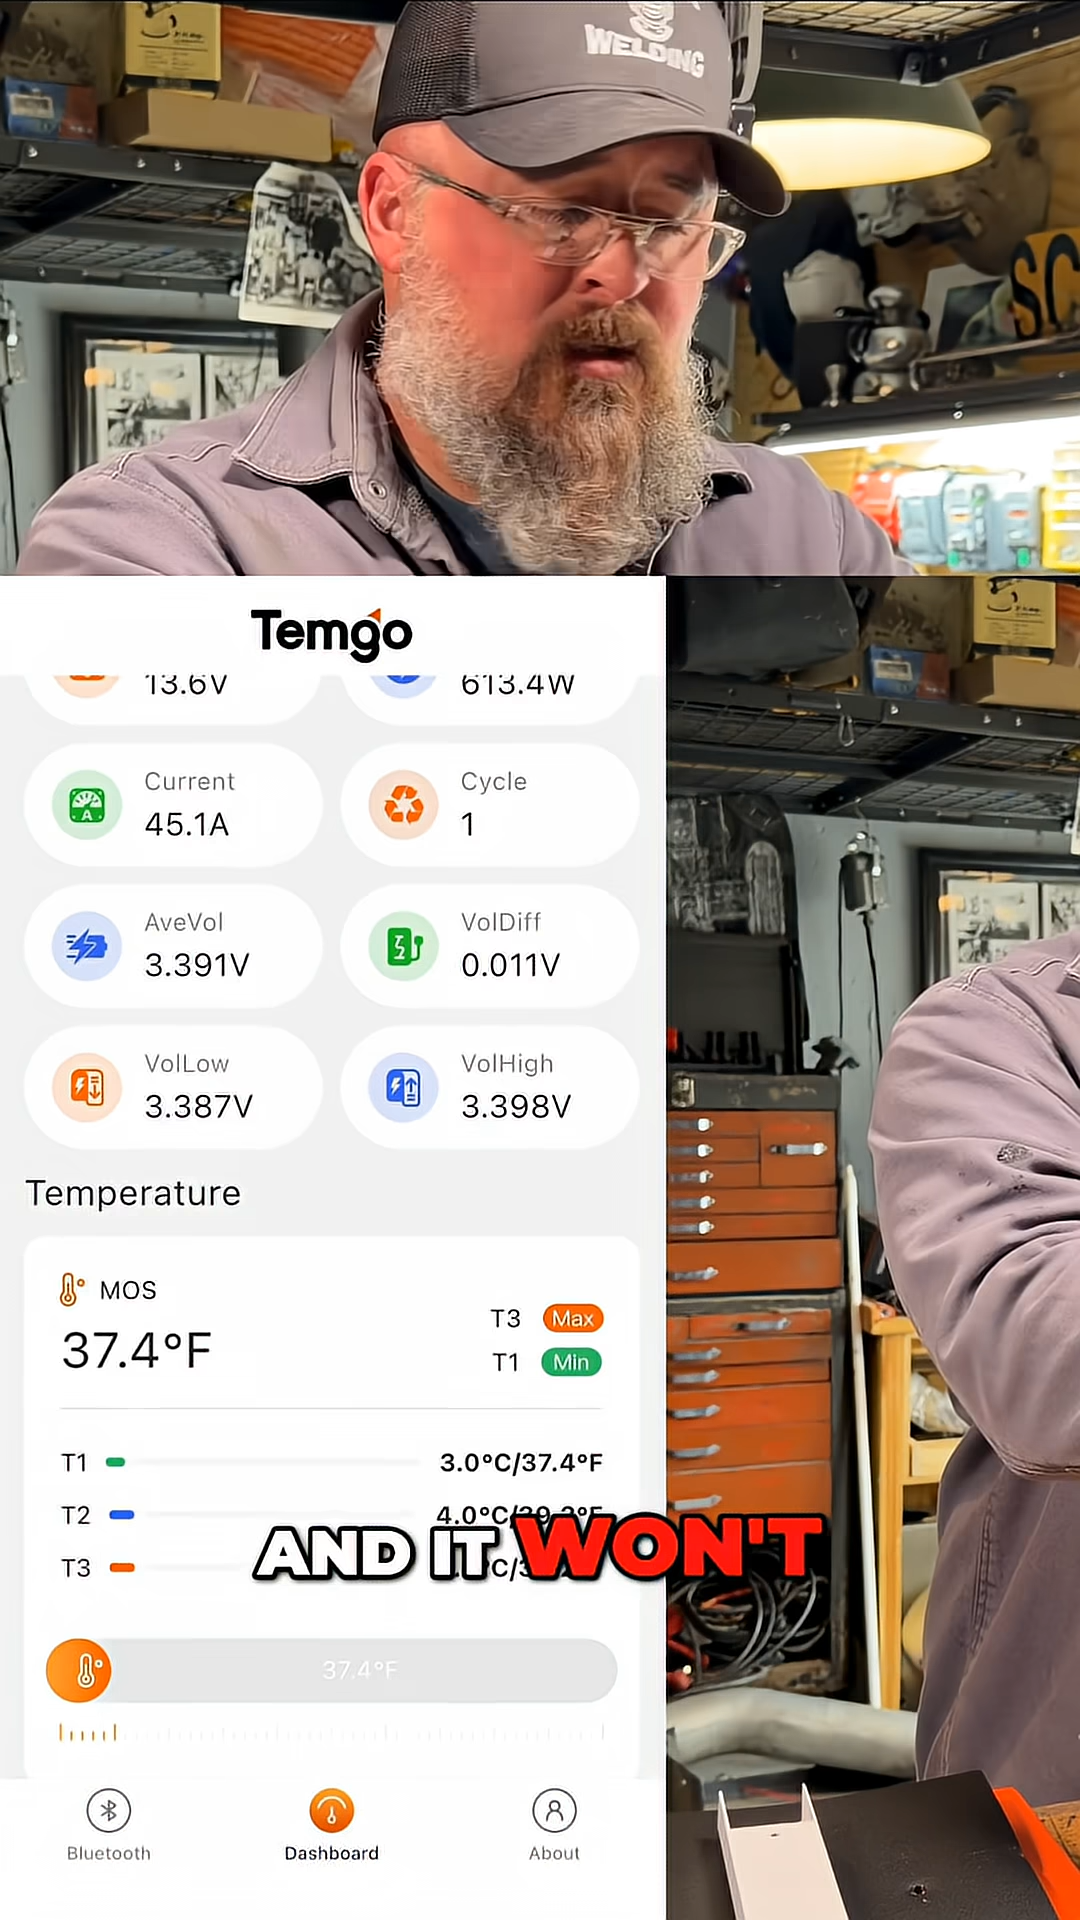 WELDING
SC
Temgo
13.6V
613.4W
Current
45.1A
Cycle
1
AveVol
3.391V
VolDiff
0.011V
VolLow
3.387V
VolHigh
3.398V
Temperature
MOS
37.4°F
T3 Max
T1 Min
T1 3.0°C/37.4°F
T2
T3
AND IT WON'T
37.4°F
Bluetooth
Dashboard
About